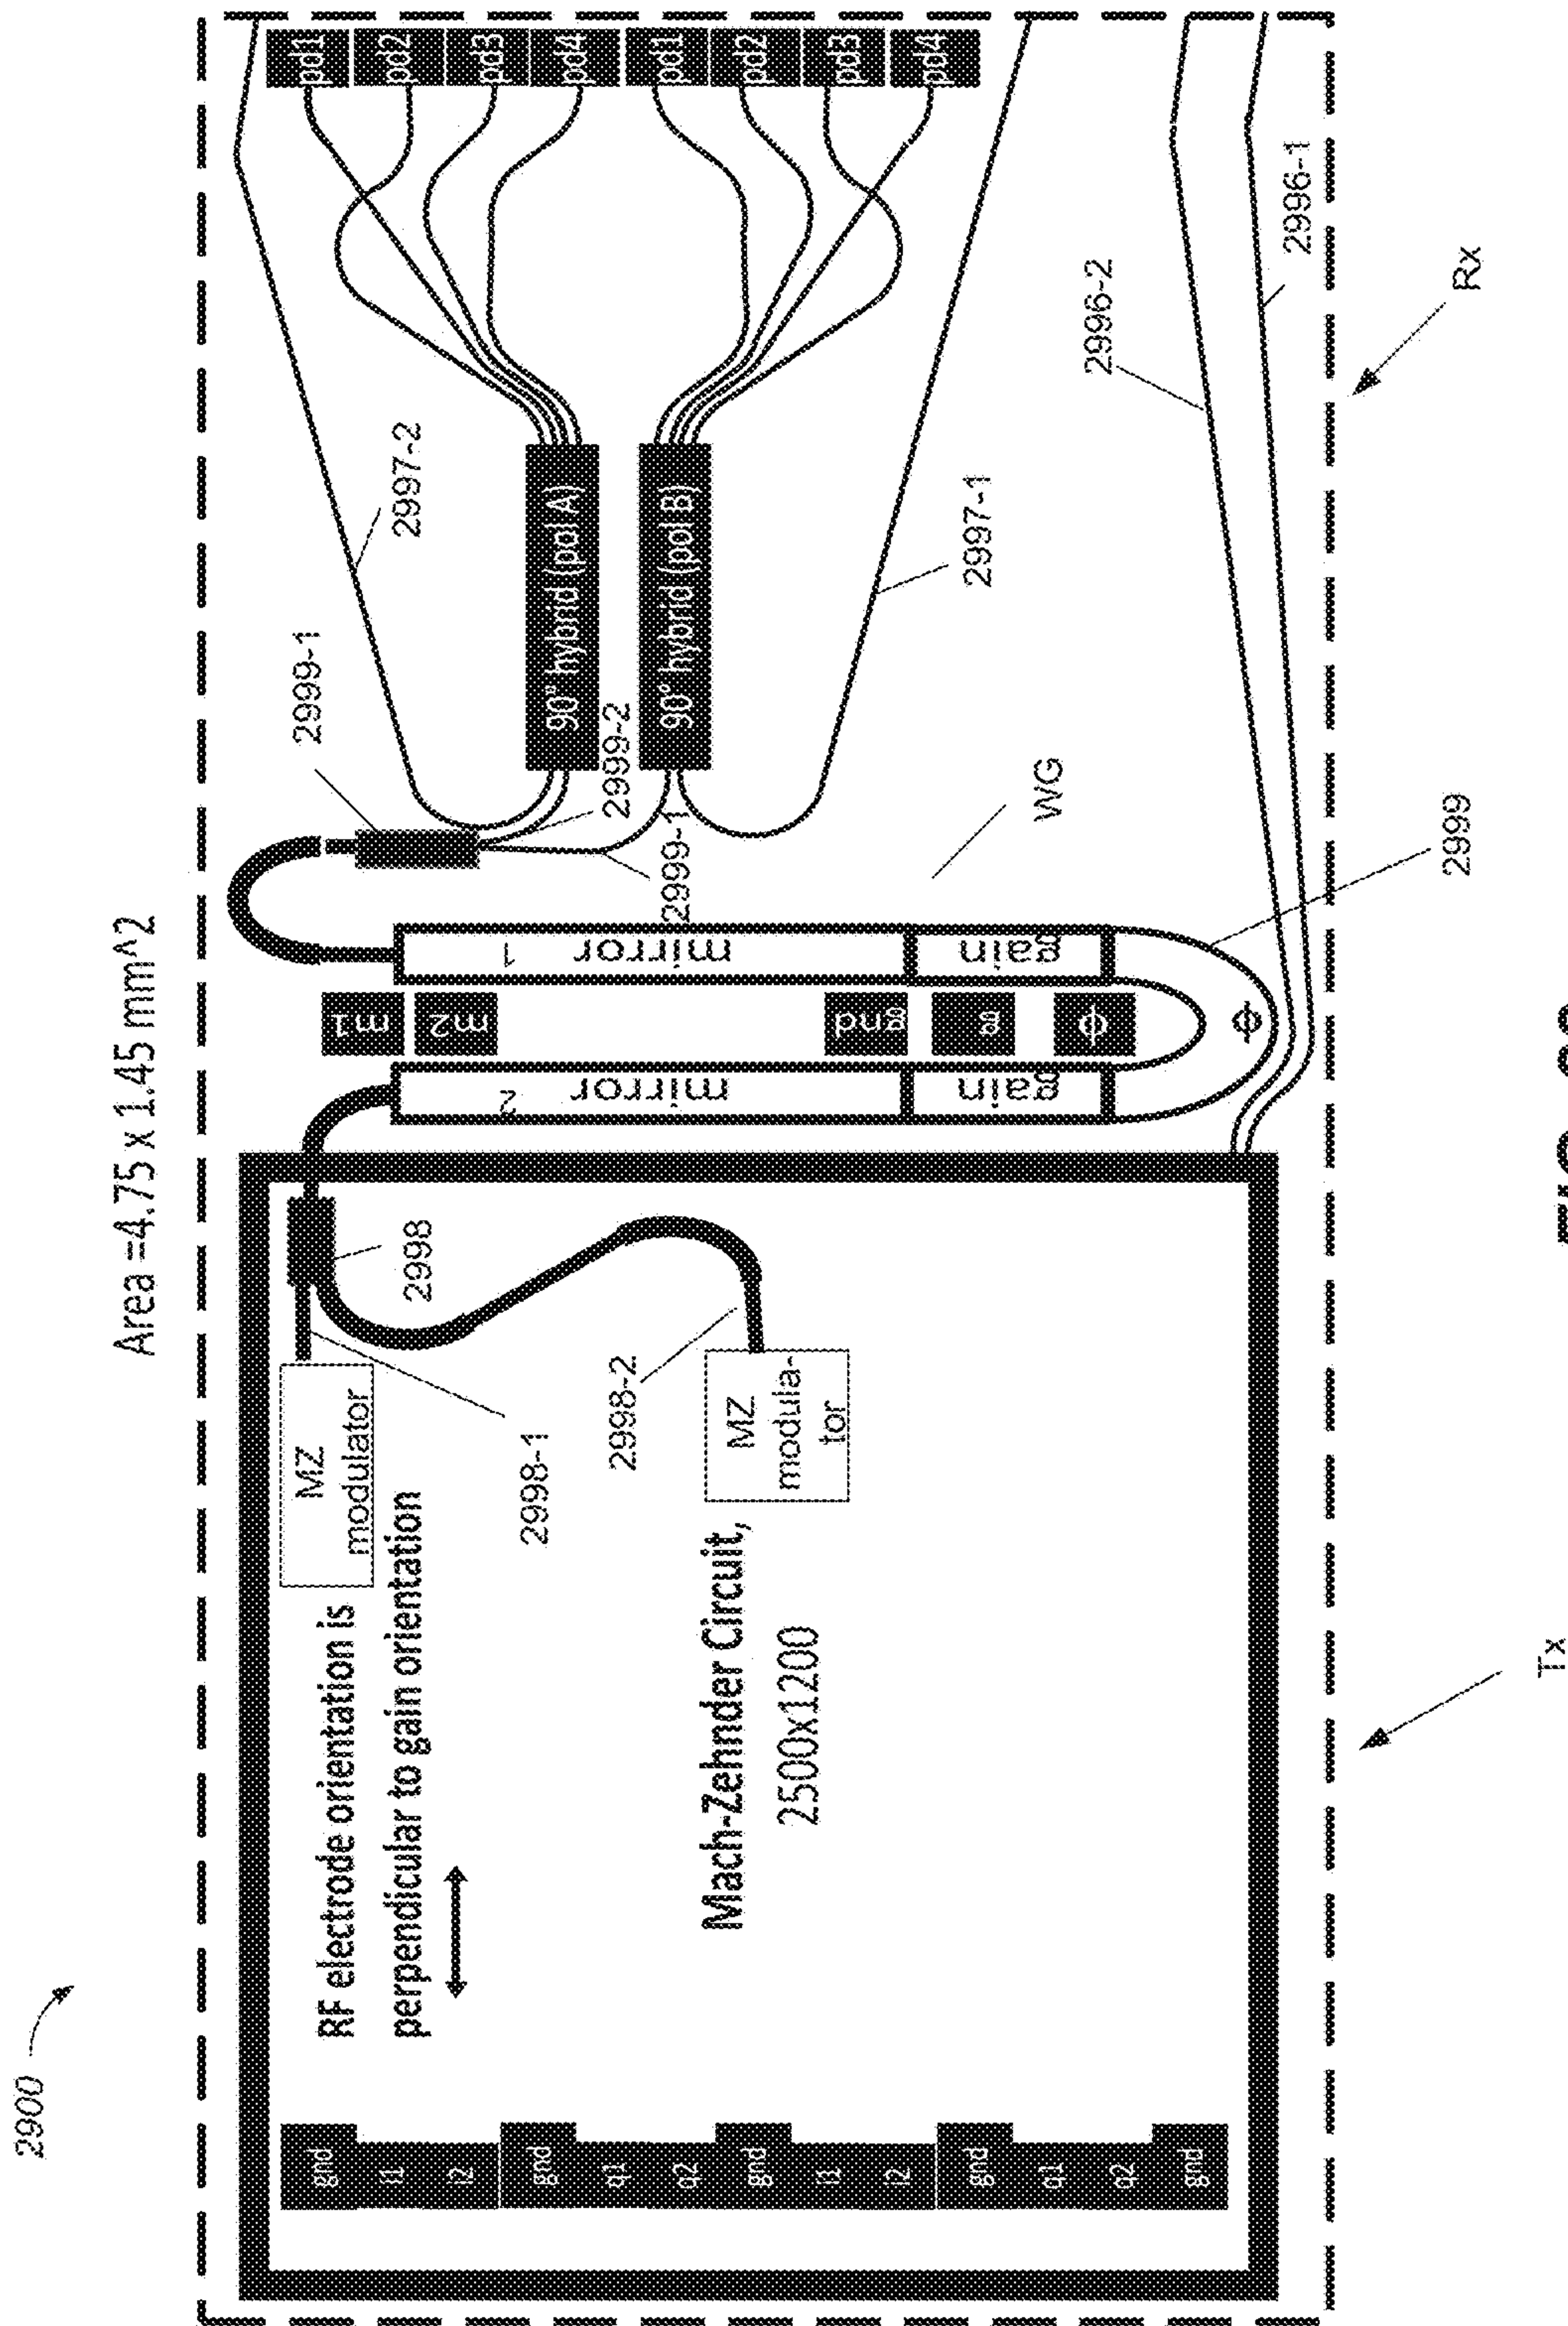 2900
Area =4.75 x 1.45 mm^2
RF electrode orientation is
perpendicular to gain orientation
MZ
modulator
2998
2998-1
2998-2
MZ
modula-
tor
Mach-Zehnder Circuit,
2500x1200
gnd
i1
i2
gnd
q1
q2
gnd
i1
i2
gnd
q1
q2
gnd
m1
m2
gnd
g
φ
mirror
2
gain
mirror
1
gain
ϕ
2999-1
2999-2
2999-1
WG
2999
90° hybrid (pol A)
90° hybrid (pol B)
2997-2
2997-1
pd1
pd2
pd3
pd4
pd1
pd2
pd3
pd4
2996-2
2996-1
Tx
Rx